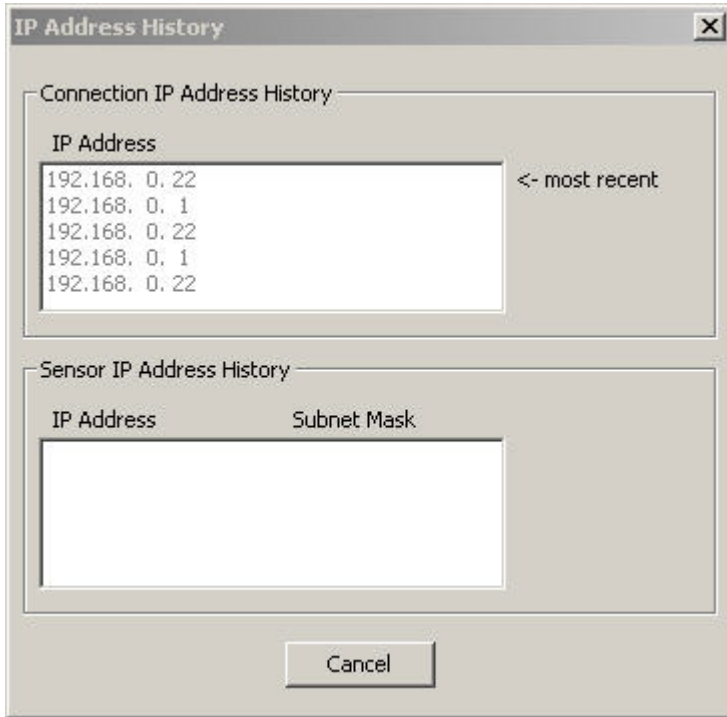 IP Address History
Connection IP Address History
IP Address
192.168.  0. 22 <- most recent
192.168.  0.  1
192.168.  0. 22
192.168.  0.  1
192.168.  0. 22
Sensor IP Address History
IP Address Subnet Mask
Cancel